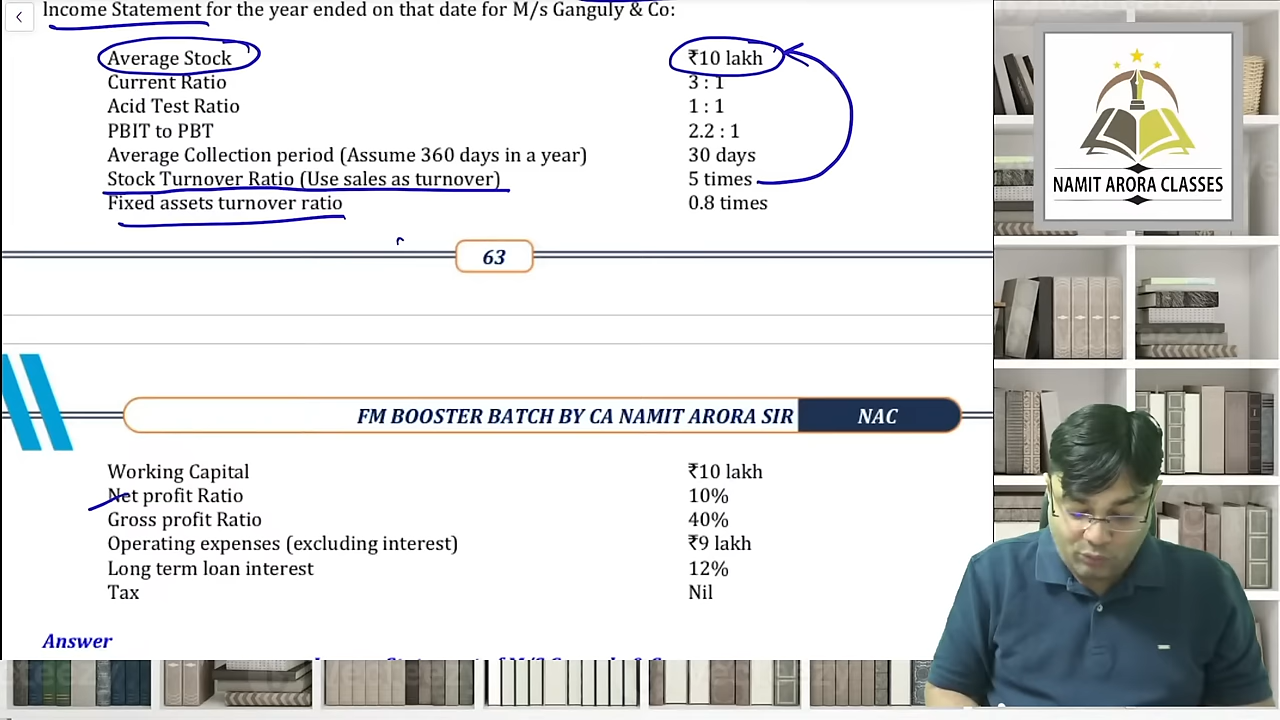 Income Statement for the year ended on that date for M/s Ganguly & Co:
Average Stock ₹10 lakh
Current Ratio 3 : 1
Acid Test Ratio 1 : 1
PBIT to PBT 2.2 : 1
Average Collection period (Assume 360 days in a year) 30 days
Stock Turnover Ratio (Use sales as turnover) 5 times
Fixed assets turnover ratio 0.8 times
63
FM BOOSTER BATCH BY CA NAMIT ARORA SIR NAC
Working Capital ₹10 lakh
Net profit Ratio 10%
Gross profit Ratio 40%
Operating expenses (excluding interest) ₹9 lakh
Long term loan interest 12%
Tax Nil
Answer
NAMIT ARORA CLASSES